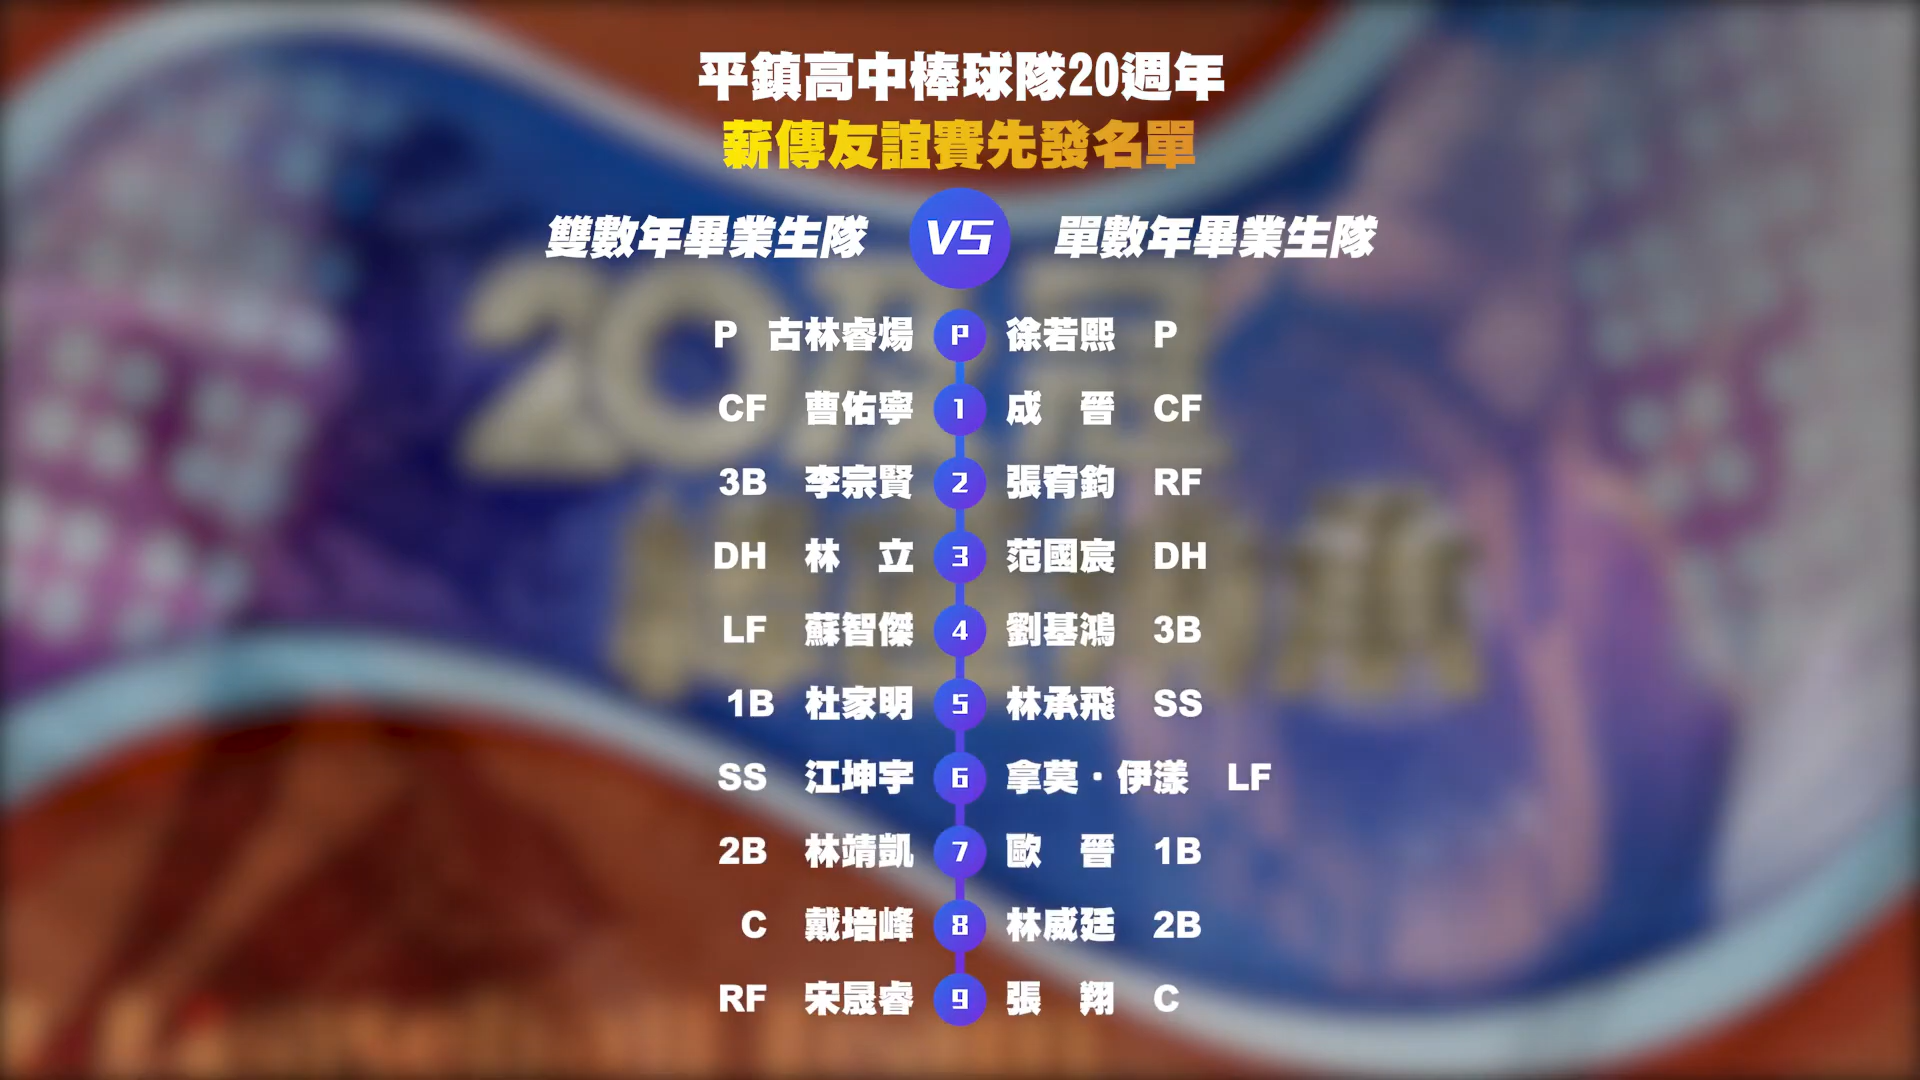 平鎮高中棒球隊20週年
薪傳友誼賽先發名單
雙數年畢業生隊 VS 單數年畢業生隊
P 古林睿煬 P 徐若熙 P
CF 曹佑寧 1 成 晉 CF
3B 李宗賢 2 張宥鈞 RF
DH 林 立 3 范國宸 DH
LF 蘇智傑 4 劉基鴻 3B
1B 杜家明 5 林承飛 SS
SS 江坤宇 6 拿莫・伊漾 LF
2B 林靖凱 7 歐 晉 1B
C 戴培峰 8 林威廷 2B
RF 宋晟睿 9 張 翔 C